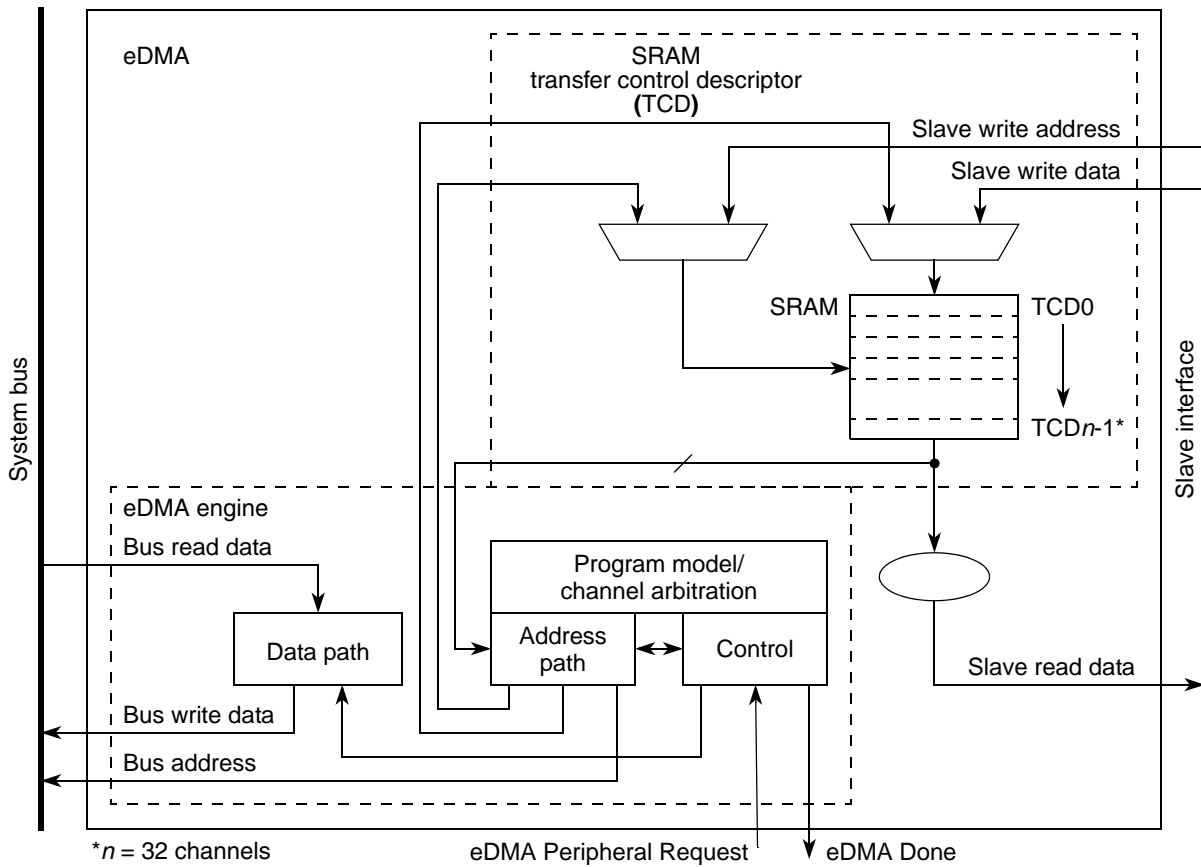 eDMA
SRAM
transfer control descriptor
(TCD)
Slave write address
Slave write data
SRAM
TCD0
TCDn-1*
System bus
Slave interface
eDMA engine
Bus read data
Program model/
channel arbitration
Data path
Address
path
Control
Slave read data
Bus write data
Bus address
*n = 32 channels
eDMA Peripheral Request
eDMA Done